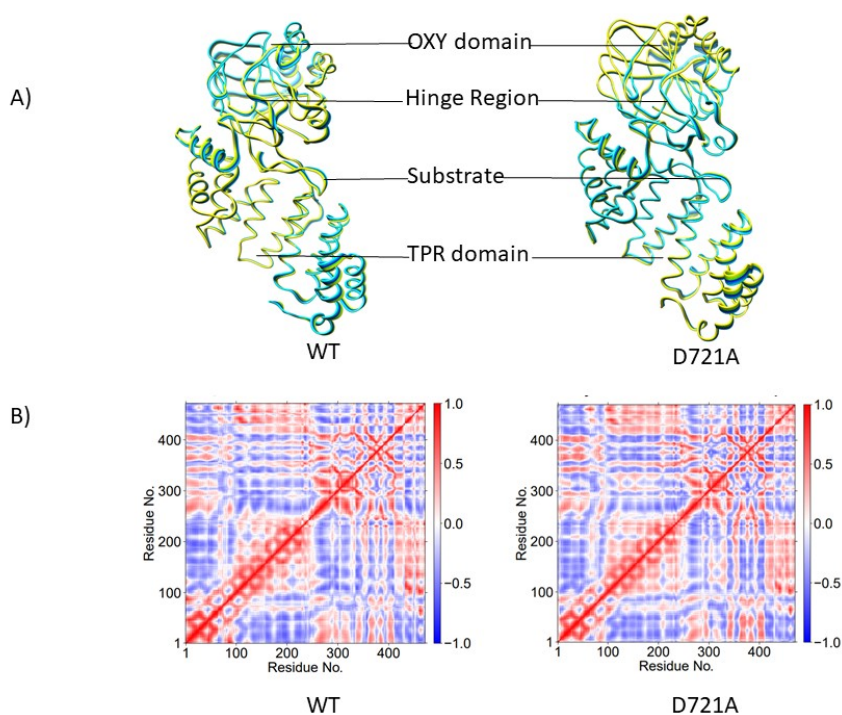 A)
OXY domain
Hinge Region
Substrate
TPR domain
WT
D721A
B)
1.0
0.5
0.0
−0.5
−1.0
400
300
200
100
1
Residue No.
1
100
200
300
400
Residue No.
WT
1.0
0.5
0.0
−0.5
−1.0
400
300
200
100
1
Residue No.
1
100
200
300
400
Residue No.
D721A